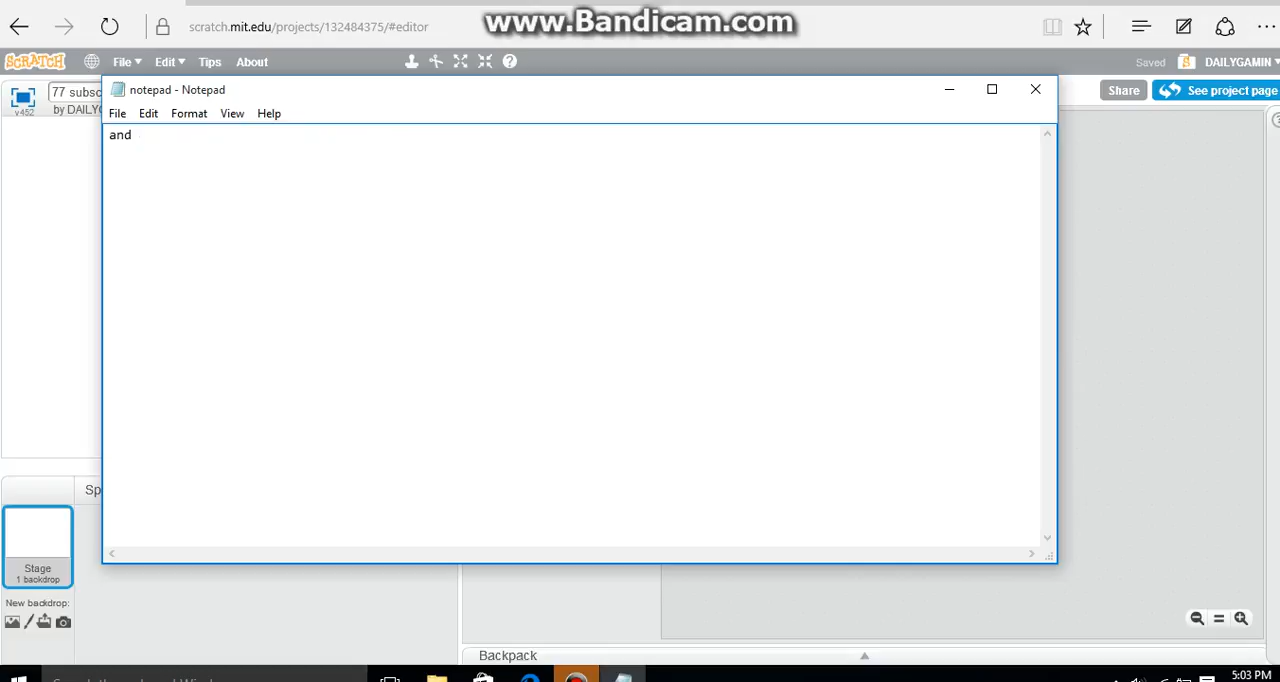 www.Bandicam.com
scratch.mit.edu/projects/132484375/#editor
SCRATCH File Edit Tips About Saved DAILYGAMIN
77 subsc
by DAILYG
v452
Share See project page
notepad - Notepad
File Edit Format View Help
and
Sp
Stage
1 backdrop
New backdrop:
Backpack
5:03 PM